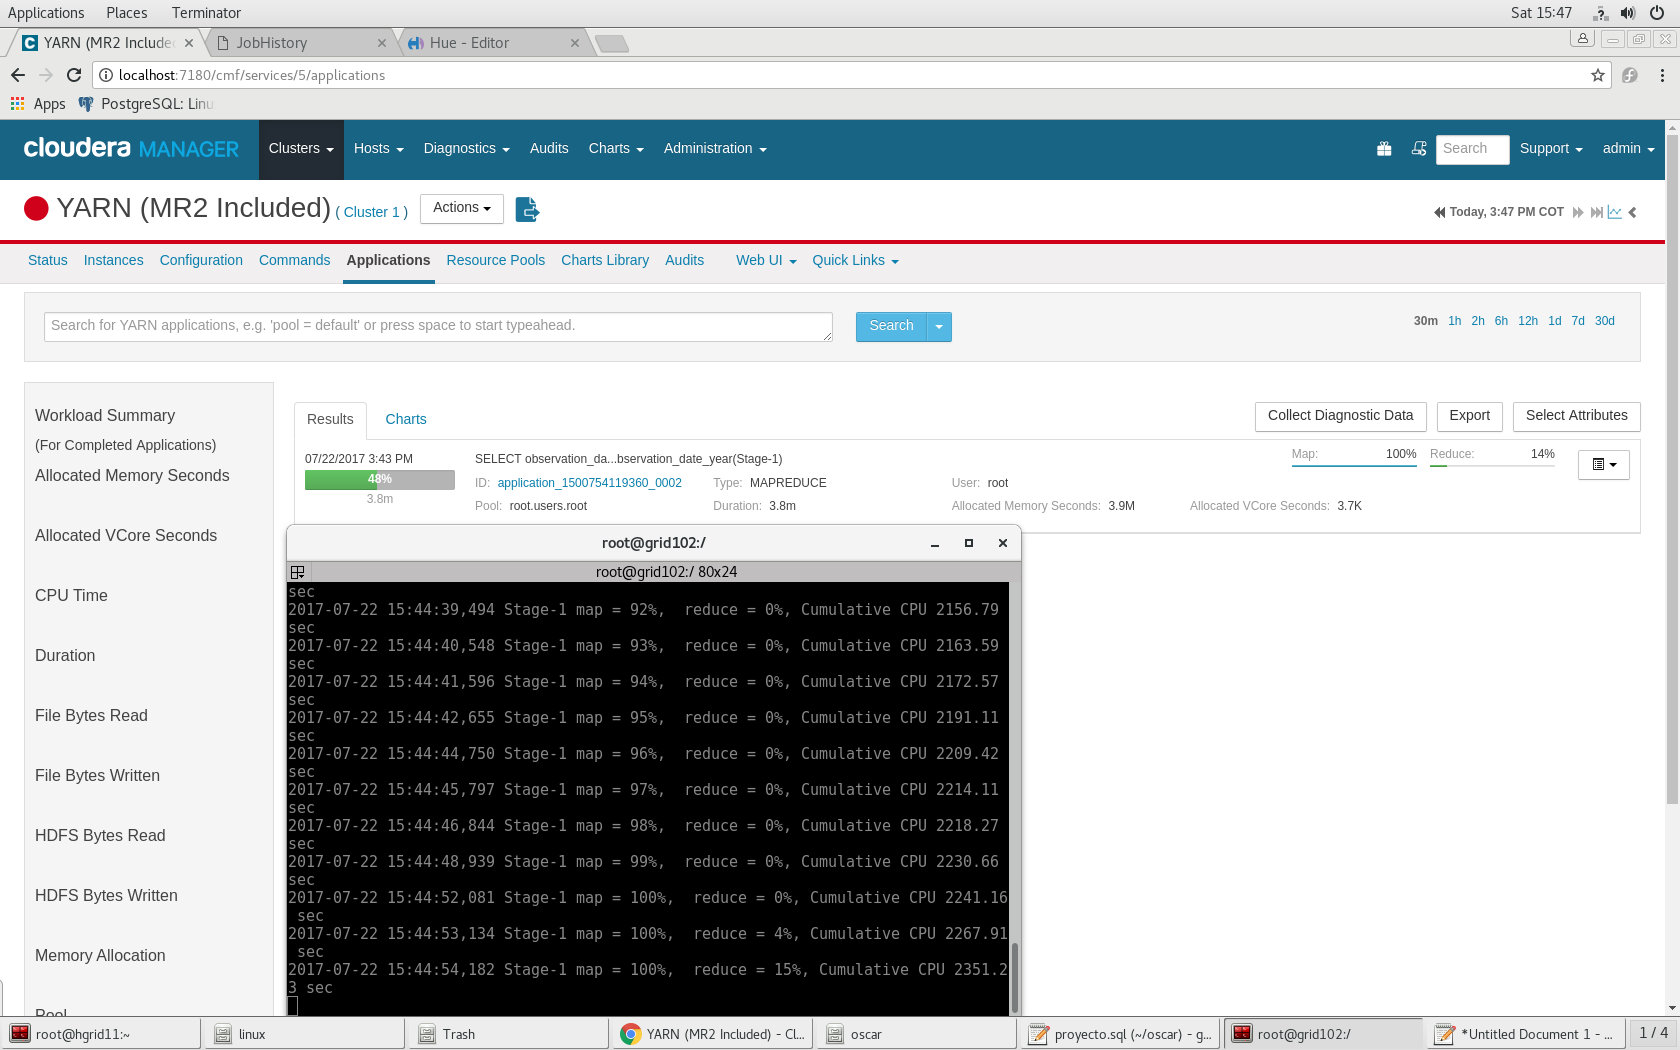 Applications Places Terminator Sat 15:47
YARN (MR2 Include JobHistory Hue - Editor
localhost:7180/cmf/services/5/applications
Apps PostgreSQL: Linu
cloudera MANAGER Clusters Hosts Diagnostics Audits Charts Administration Search Support admin
YARN (MR2 Included) ( Cluster 1 ) Actions Today, 3:47 PM COT
Status Instances Configuration Commands Applications Resource Pools Charts Library Audits Web UI Quick Links
Search for YARN applications, e.g. 'pool = default' or press space to start typeahead. Search 30m 1h 2h 6h 12h 1d 7d 30d
Workload Summary
(For Completed Applications)
Allocated Memory Seconds
Allocated VCore Seconds
CPU Time
Duration
File Bytes Read
File Bytes Written
HDFS Bytes Read
HDFS Bytes Written
Memory Allocation
Pool
Results Charts Collect Diagnostic Data Export Select Attributes
07/22/2017 3:43 PM SELECT observation_da...bservation_date_year(Stage-1) Map: 100% Reduce: 14%
48% ID: application_1500754119360_0002 Type: MAPREDUCE User: root
3.8m Pool: root.users.root Duration: 3.8m Allocated Memory Seconds: 3.9M Allocated VCore Seconds: 3.7K
root@grid102:/
root@grid102:/ 80x24
sec
2017-07-22 15:44:39,494 Stage-1 map = 92%, reduce = 0%, Cumulative CPU 2156.79
sec
2017-07-22 15:44:40,548 Stage-1 map = 93%, reduce = 0%, Cumulative CPU 2163.59
sec
2017-07-22 15:44:41,596 Stage-1 map = 94%, reduce = 0%, Cumulative CPU 2172.57
sec
2017-07-22 15:44:42,655 Stage-1 map = 95%, reduce = 0%, Cumulative CPU 2191.11
sec
2017-07-22 15:44:44,750 Stage-1 map = 96%, reduce = 0%, Cumulative CPU 2209.42
sec
2017-07-22 15:44:45,797 Stage-1 map = 97%, reduce = 0%, Cumulative CPU 2214.11
sec
2017-07-22 15:44:46,844 Stage-1 map = 98%, reduce = 0%, Cumulative CPU 2218.27
sec
2017-07-22 15:44:48,939 Stage-1 map = 99%, reduce = 0%, Cumulative CPU 2230.66
sec
2017-07-22 15:44:52,081 Stage-1 map = 100%, reduce = 0%, Cumulative CPU 2241.16
sec
2017-07-22 15:44:53,134 Stage-1 map = 100%, reduce = 4%, Cumulative CPU 2267.91
sec
2017-07-22 15:44:54,182 Stage-1 map = 100%, reduce = 15%, Cumulative CPU 2351.2
3 sec
root@hgrid11:~ linux Trash YARN (MR2 Included) - Cl... oscar proyecto.sql (~/oscar) - g... root@grid102:/ *Untitled Document 1 - ... 1 / 4